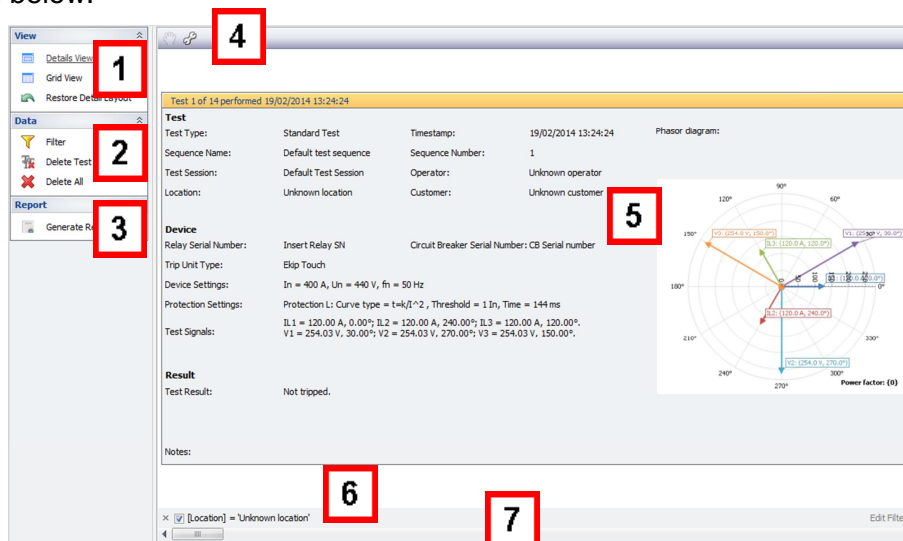 below.
View
Details View
Grid View
Restore Detail Layout
Data
Filter
Delete Test
Delete All
Report
Generate Re
1
2
3
4
Test 1 of 14 performed 19/02/2014 13:24:24
Test
Test Type: Standard Test Timestamp: 19/02/2014 13:24:24 Phasor diagram:
Sequence Name: Default test sequence Sequence Number: 1
Test Session: Default Test Session Operator: Unknown operator
Location: Unknown location Customer: Unknown customer
5
Device
Relay Serial Number: Insert Relay SN Circuit Breaker Serial Number: CB Serial number
Trip Unit Type: Ekip Touch
Device Settings: In = 400 A, Un = 440 V, fn = 50 Hz
Protection Settings: Protection L: Curve type = t=k/I^2 , Threshold = 1 In, Time = 144 ms
Test Signals: IL1 = 120.00 A, 0.00°; IL2 = 120.00 A, 240.00°; IL3 = 120.00 A, 120.00°.
V1 = 254.03 V, 30.00°; V2 = 254.03 V, 270.00°; V3 = 254.03 V, 150.00°.
Result
Test Result: Not tripped.
Notes:
90°
120° 60°
150°
V3: (254.0 V, 150.0°)
IL3: (120.0 A, 120.0°)
180° 0 50 100 150 200 0°
IL2: (120.0 A, 240.0°)
210° 330°
V2: (254.0 V, 270.0°)
240° 300°
270° Power factor: (0)
6
[Location] = 'Unknown location' Edit Filte
7